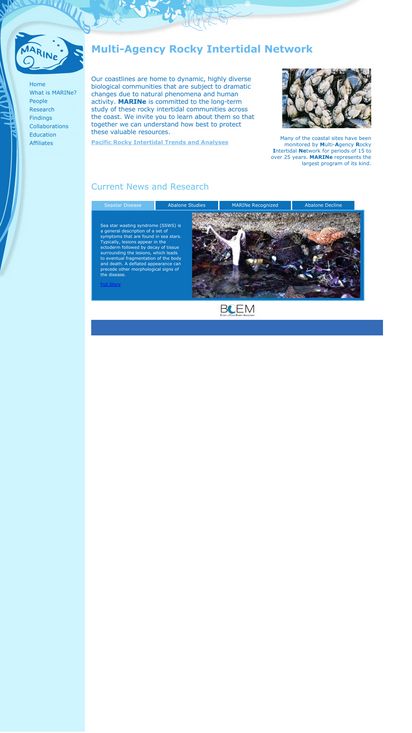 MARINe
Multi-Agency Rocky Intertidal Network
Home
What is MARINe?
People
Research
Findings
Collaborations
Education
Affiliates
Our coastlines are home to dynamic, highly diverse
biological communities that are subject to dramatic
changes due to natural phenomena and human
activity. MARINe is committed to the long-term
study of these rocky intertidal communities across
the coast. We invite you to learn about them so that
together we can understand how best to protect
these valuable resources.
Pacific Rocky Intertidal Trends and Analyses
Many of the coastal sites have been
monitored by Multi-Agency Rocky
Intertidal Network for periods of 15 to
over 25 years. MARINe represents the
largest program of its kind.
Current News and Research
Seastar Disease
Abalone Studies
MARINe Recognized
Abalone Decline
Sea star wasting syndrome (SSWS) is
a general description of a set of
symptoms that are found in sea stars.
Typically, lesions appear in the
ectoderm followed by decay of tissue
surrounding the lesions, which leads
to eventual fragmentation of the body
and death. A deflated appearance can
precede other morphological signs of
the disease.
Full Story